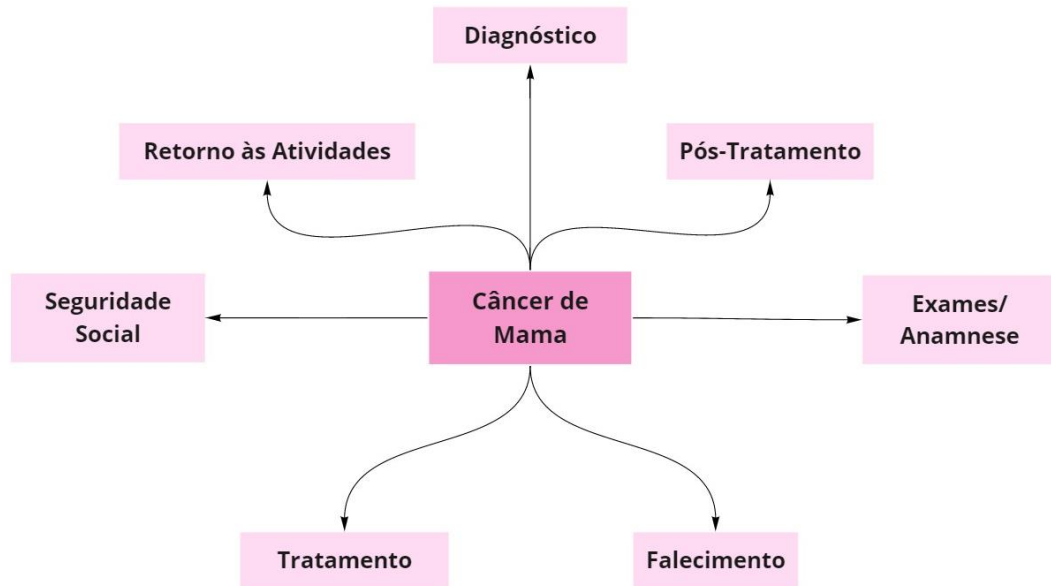 Diagnóstico
Retorno às Atividades
Pós-Tratamento
Seguridade
Social
Câncer de
Mama
Exames/
Anamnese
Tratamento
Falecimento